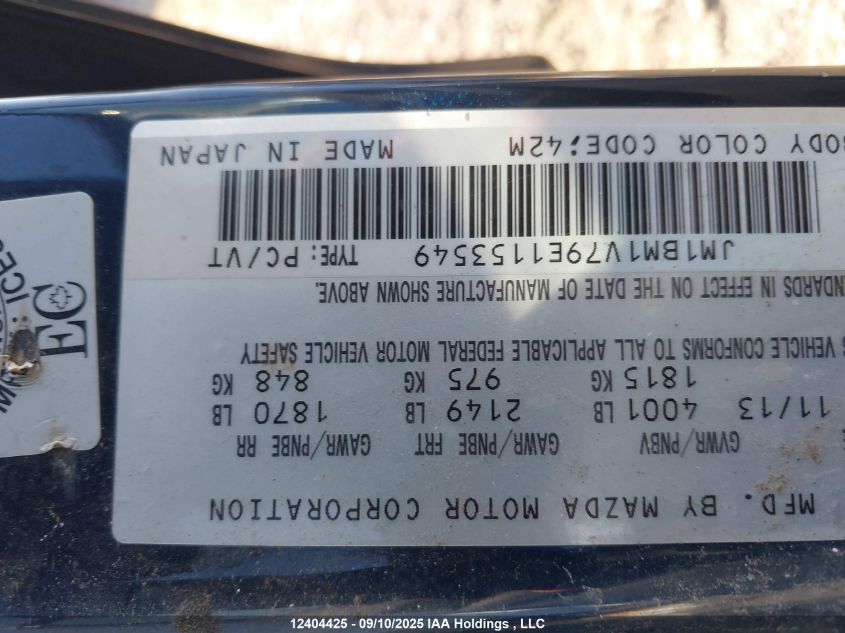 MFD. BY MAZDA MOTOR CORPORATION
GVWR/PNBV GAWR/PNBE FRT GAWR/PNBE RR
11/13 4001 LB 2149 LB 1870 LB
1815 KG 975 KG 848 KG
VEHICLE CONFORMS TO ALL APPLICABLE FEDERAL MOTOR VEHICLE SAFETY
IN EFFECT ON THE DATE OF MANUFACTURE SHOWN ABOVE.
JM1BM1V79E1153549 TYPE: PC/VT
COLOR CODE:42M MADE IN JAPAN
EC
12404425 - 09/10/2025 IAA Holdings , LLC